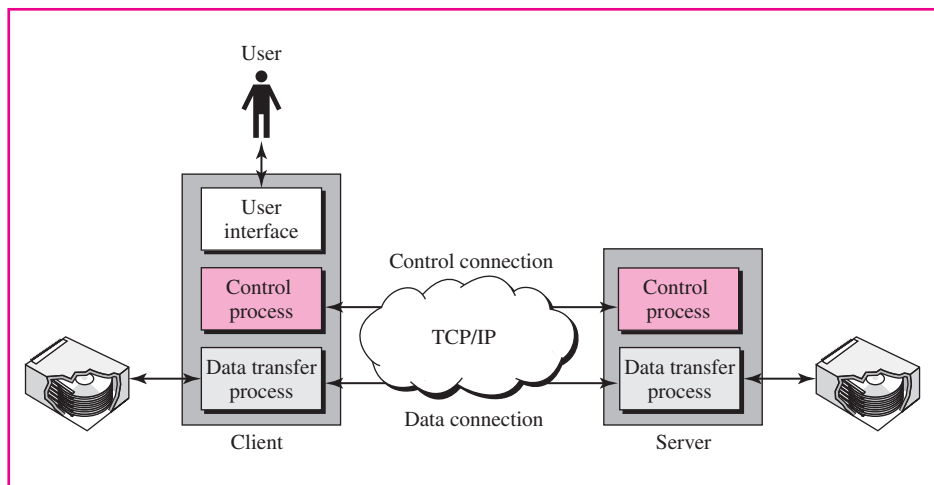 User
User
interface
Control connection
Control
process
Control
process
TCP/IP
Data transfer
process
Data transfer
process
Data connection
Client
Server